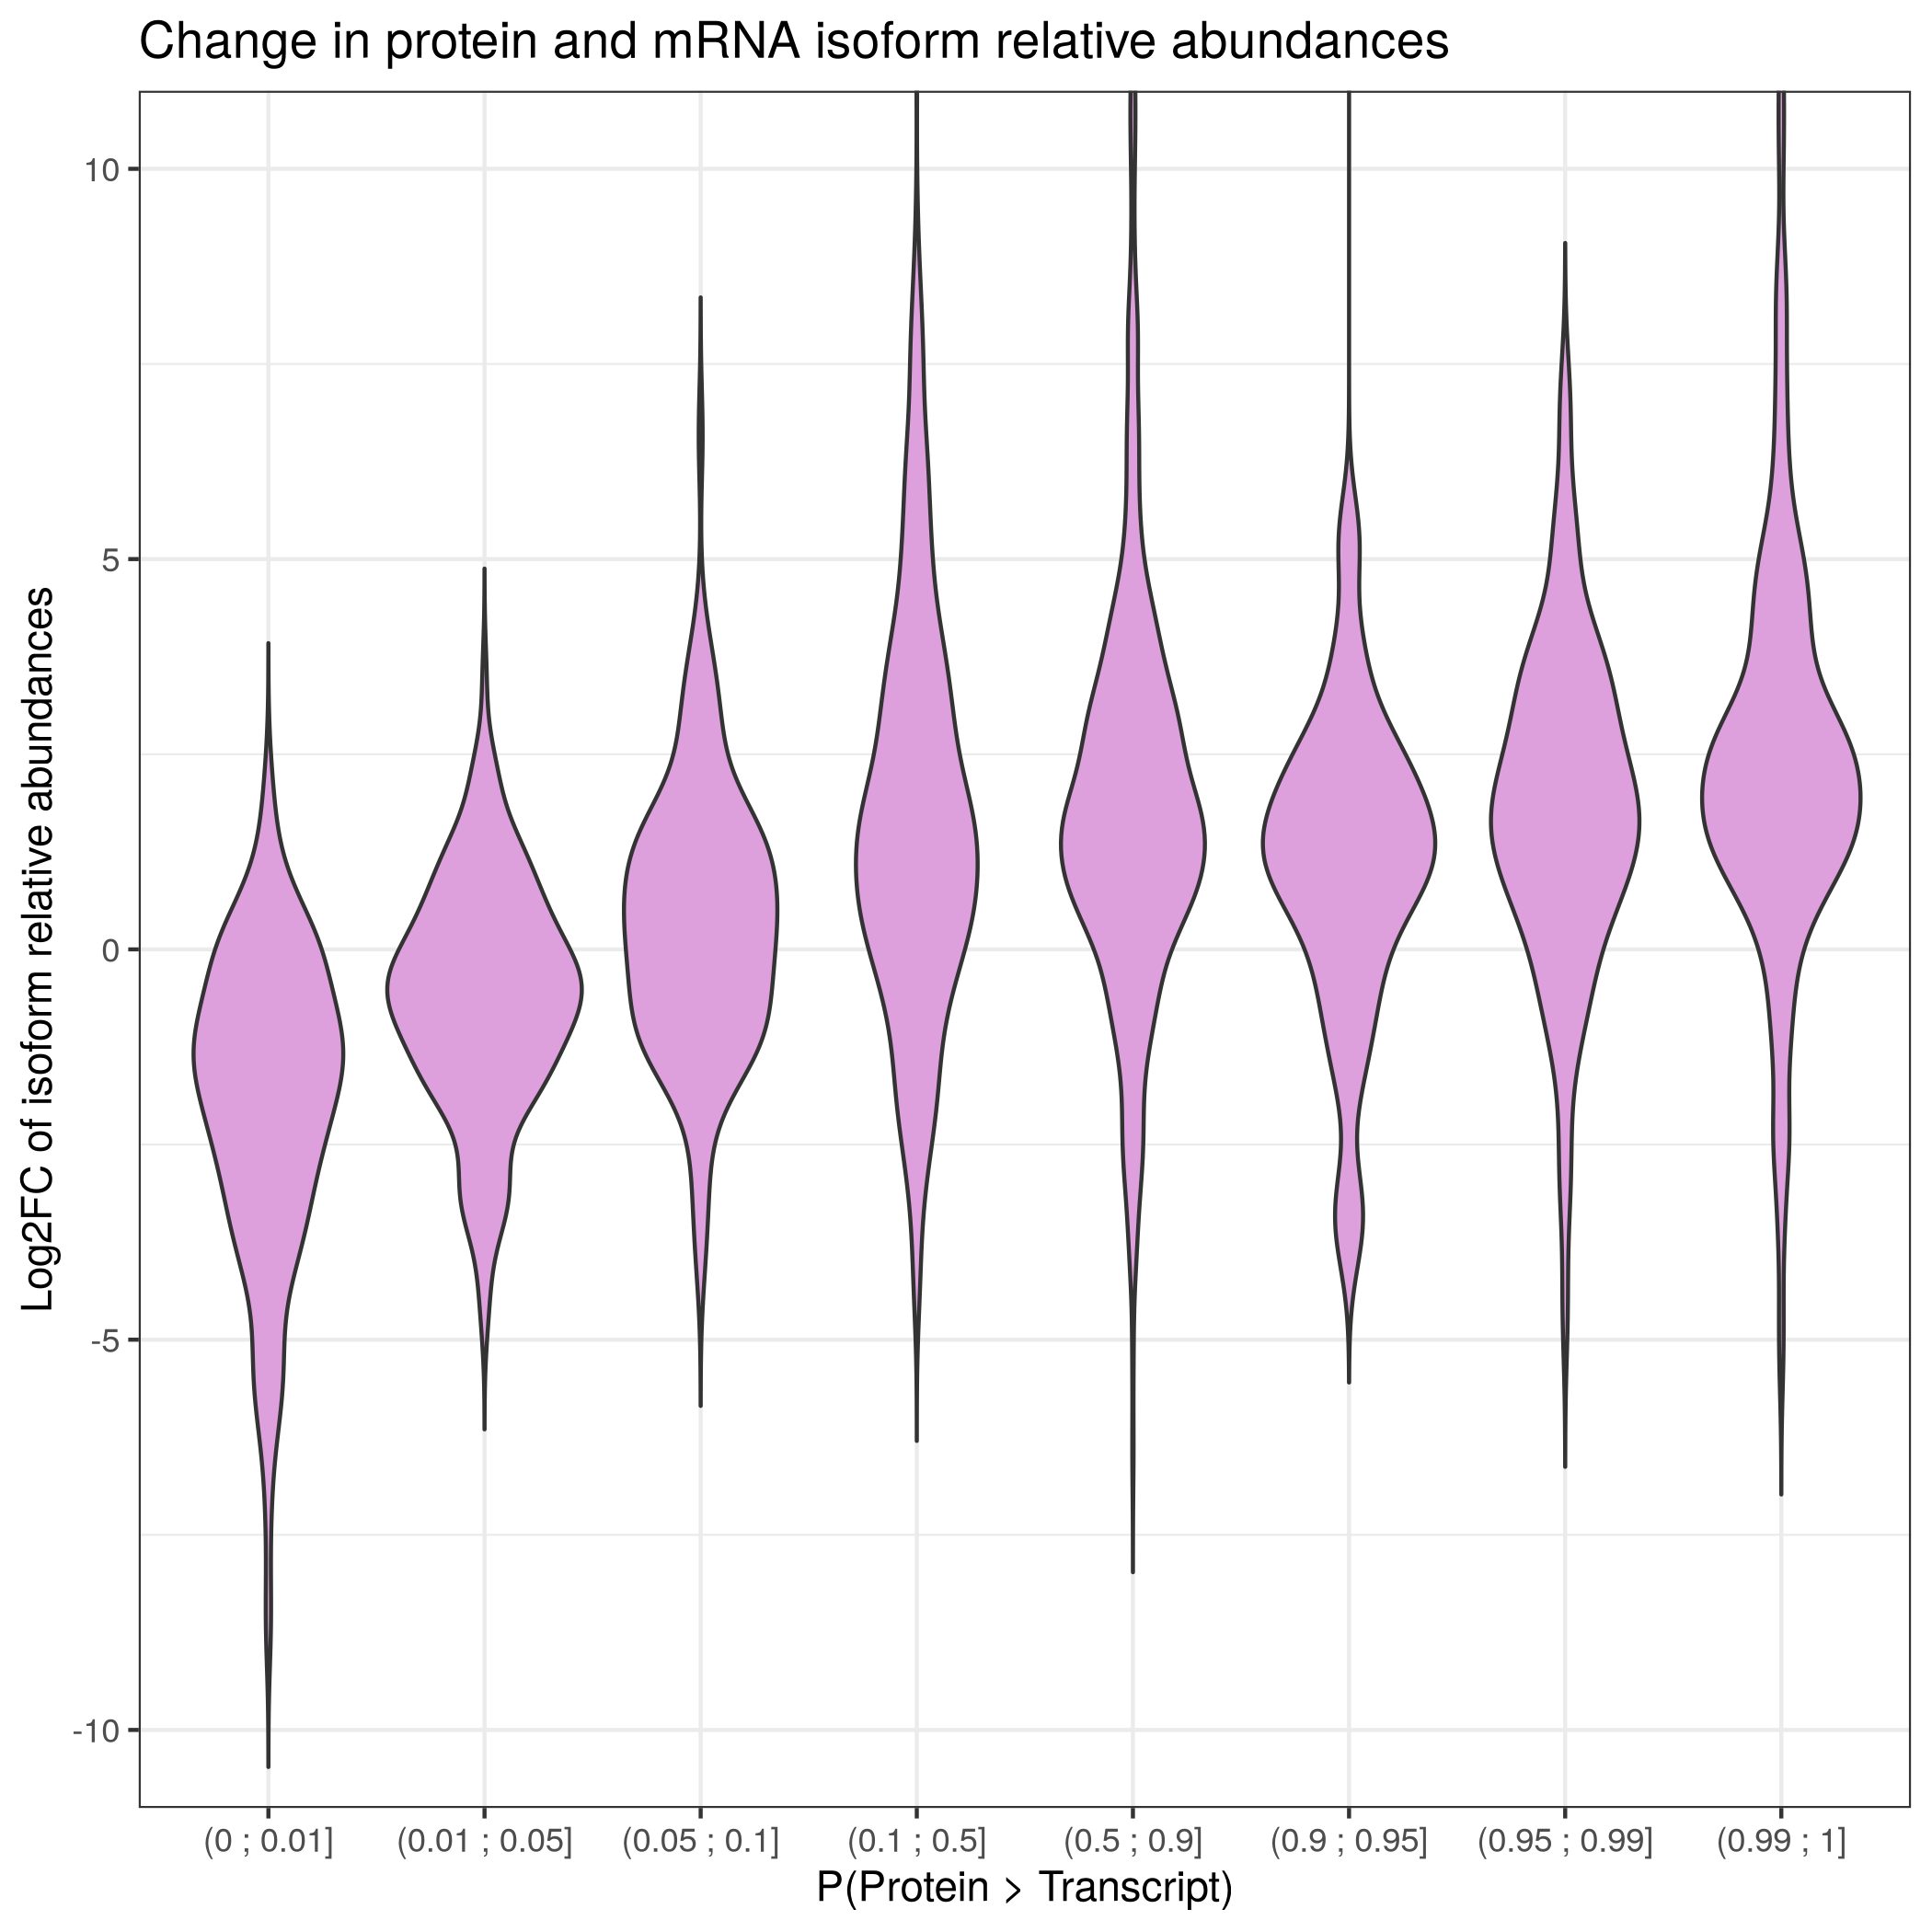 Change in protein and mRNA isoform relative abundances
Log2FC of isoform relative abundances
10
5
0
-5
-10
(0 ; 0.01]
(0.01 ; 0.05]
(0.05 ; 0.1]
(0.1 ; 0.5]
(0.5 ; 0.9]
(0.9 ; 0.95]
(0.95 ; 0.99]
(0.99 ; 1]
P(Protein > Transcript)